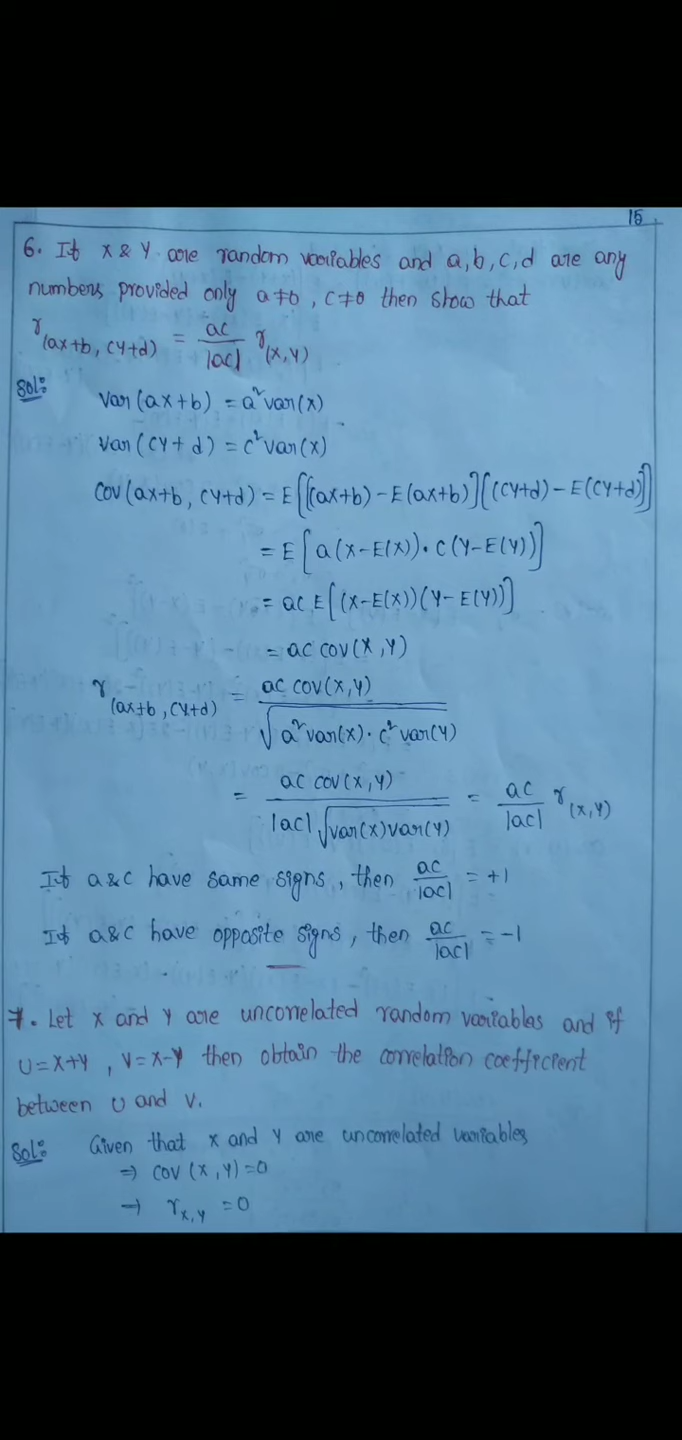 15.
6. If X & Y are random variables and a,b,c,d are any
numbers provided only a≠b, c≠0 then show that
r(ax+b, cy+d) = ac/|ac| r(x,y)
Sol:
Var(ax+b) = a²var(x)
Var(cy+d) = c²var(x)
Cov(ax+b, cy+d) = E[[(ax+b)-E(ax+b)][(cy+d)-E(cy+d)]]
= E[a(x-E(x))·c(y-E(y))]
= ac E[(x-E(x))(y-E(y))]
= ac cov(x,y)
r(ax+b, cy+d) = ac cov(x,y) / √a²var(x)·c²var(y)
= ac cov(x,y) / |ac|√var(x)var(y) = ac/|ac| r(x,y)
If a&c have same signs, then ac/|ac| = +1
If a&c have opposite signs, then ac/|ac| = -1
7. Let x and y are uncorrelated random variables and if
U=x+y, V=x-y then obtain the correlation coefficient
between U and V.
Sol: Given that x and y are uncorrelated variables
⇒ cov(x,y)=0
→ r x,y = 0